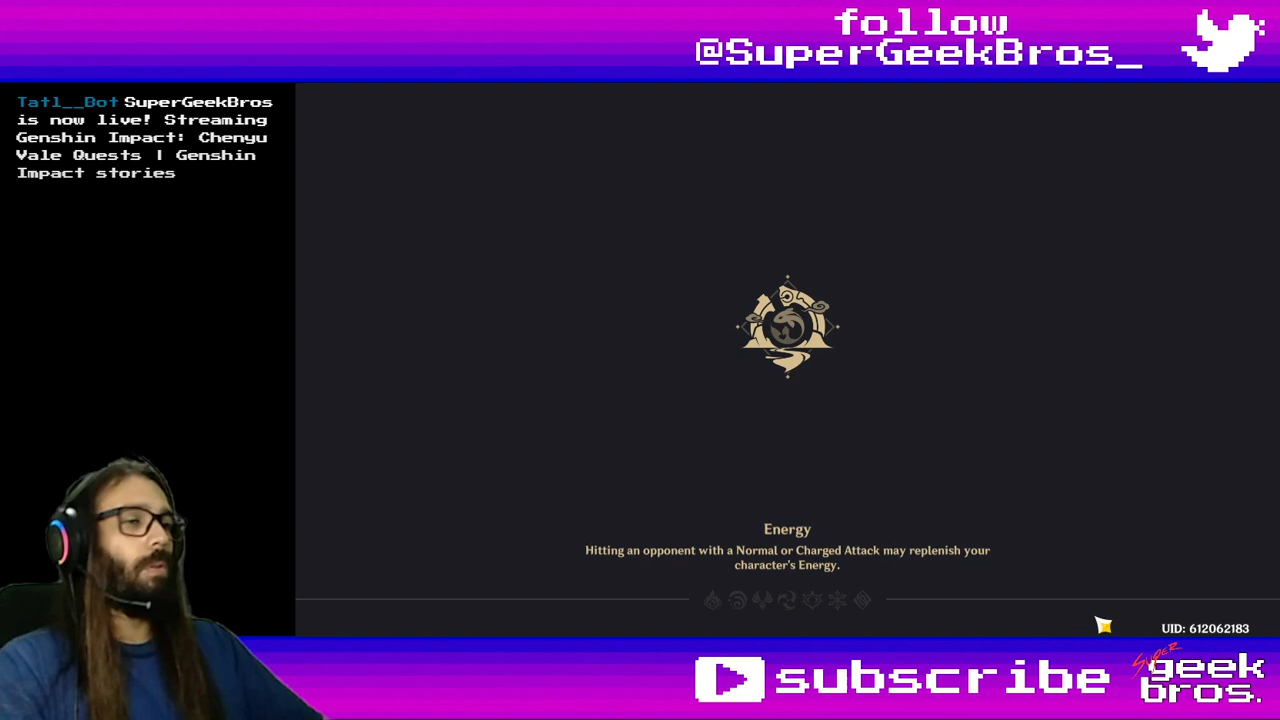 follow
@SuperGeekBros_
Tatl__Bot SuperGeekBros
is now live! Streaming
Genshin Impact: Chenyu
Vale Quests | Genshin
Impact stories
Energy
Hitting an opponent with a Normal or Charged Attack may replenish your
character's Energy.
UID: 612062183
subscribe
SUPER
geek
bros.